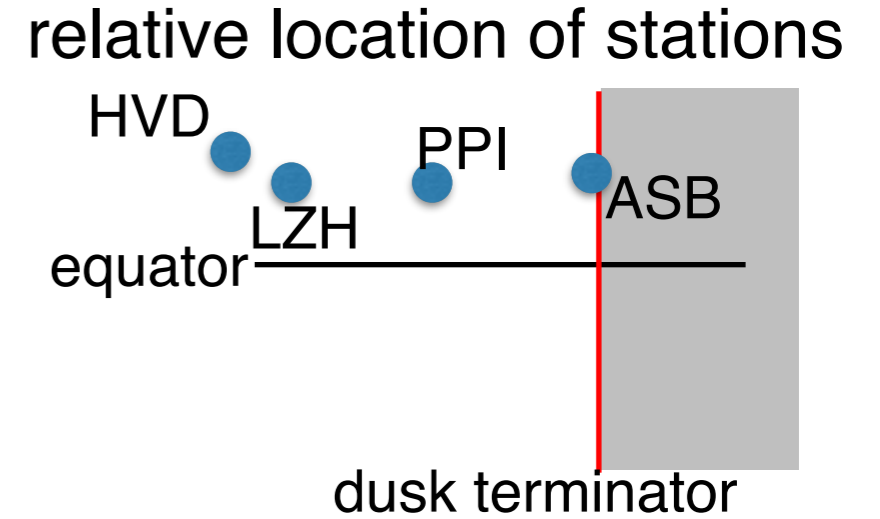 relative location of stations
HVD
PPI
ASB
LZH
equator
dusk terminator